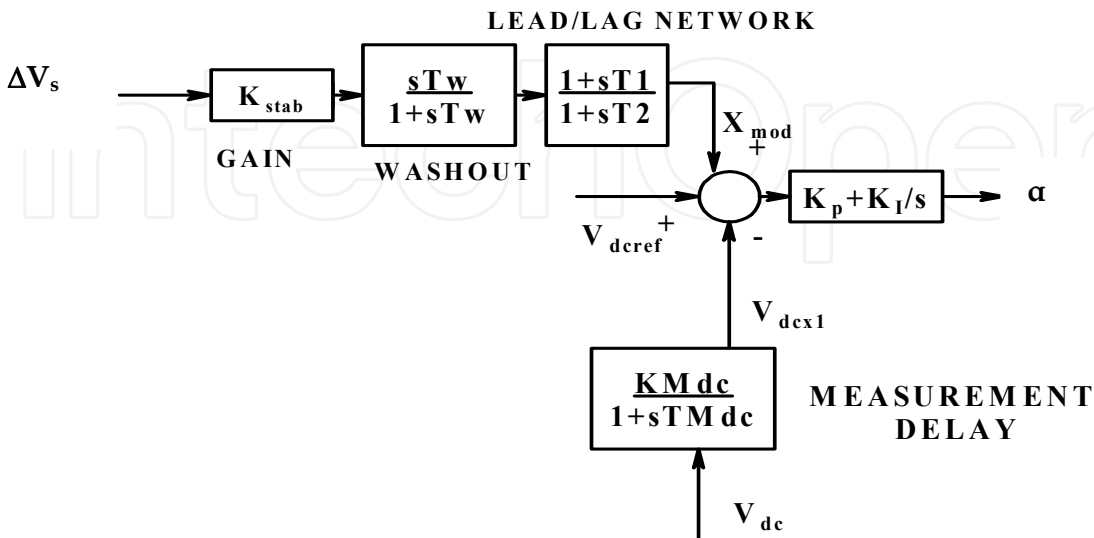 LEAD/LAG NETWORK
ΔVs
Kstab
sTw
1+sTw
1+sT1
1+sT2
GAIN
WASHOUT
Xmod
+
Vdcref
+
-
Kp+KI/s
α
Vdcx1
KMdc
1+sTMdc
MEASUREMENT
DELAY
Vdc
intechOpen